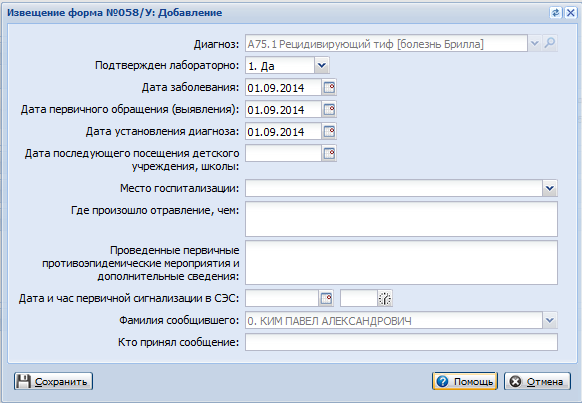 Извещение форма №058/У: Добавление
Диагноз: A75.1 Рецидивирующий тиф [болезнь Брилла]
Подтвержден лабораторно: 1. Да
Дата заболевания: 01.09.2014
Дата первичного обращения (выявления): 01.09.2014
Дата установления диагноза: 01.09.2014
Дата последующего посещения детского
учреждения, школы:
Место госпитализации:
Где произошло отравление, чем:
Проведенные первичные
противоэпидемические мероприятия и
дополнительные сведения:
Дата и час первичной сигнализации в СЭС:
Фамилия сообщившего: 0. КИМ ПАВЕЛ АЛЕКСАНДРОВИЧ
Кто принял сообщение:
Сохранить Помощь Отмена